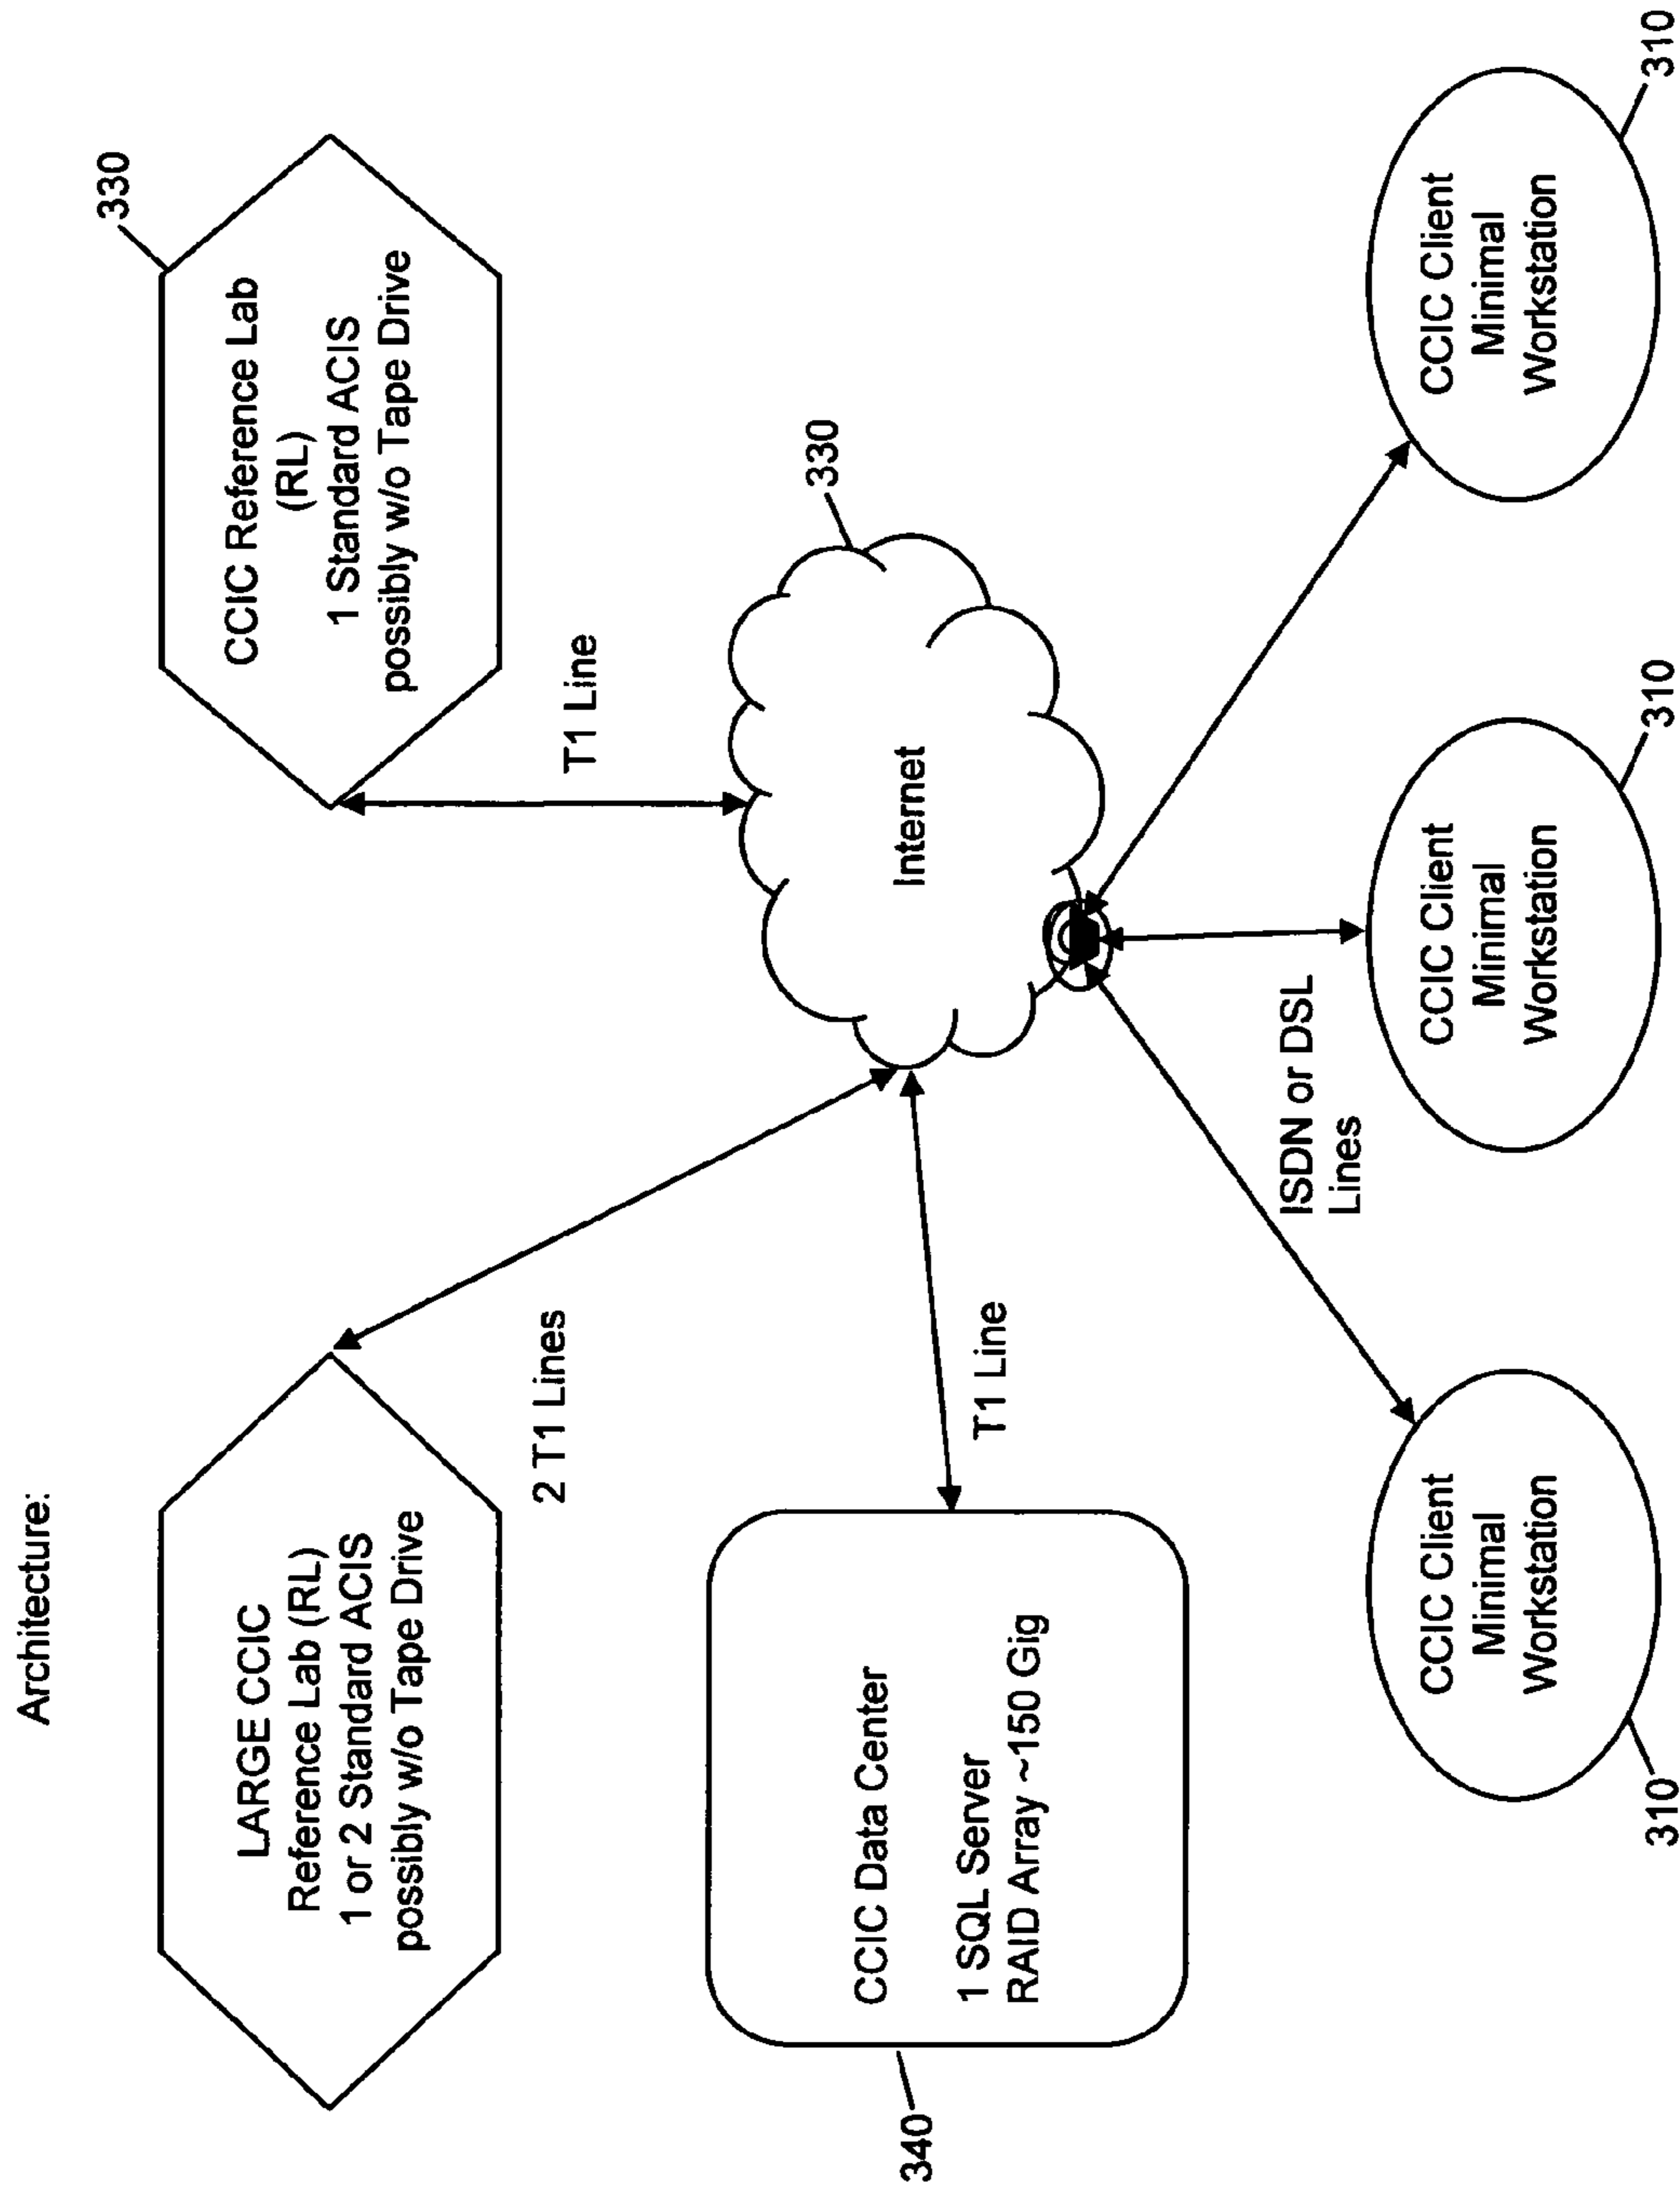 Architecture:
LARGE CCIC
Reference Lab (RL)
1 or 2 Standard ACIS
possibly w/o Tape Drive
330
CCIC Reference Lab
(RL)
1 Standard ACIS
possibly w/o Tape Drive
2 T1 Lines
T1 Line
330
Internet
340
CCIC Data Center
1 SQL Server
RAID Array ~150 Gig
T1 Line
ISDN or DSL
Lines
310
CCIC Client
Minimal
Workstation
310
CCIC Client
Minimal
Workstation
310
CCIC Client
Minimal
Workstation